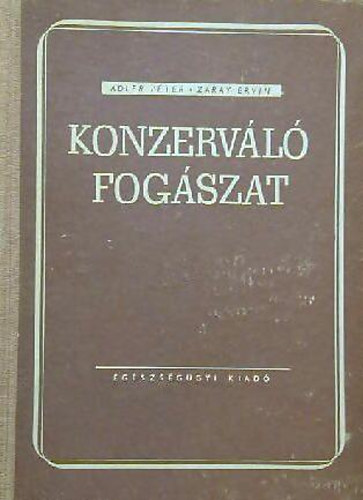 ADLER PÉTER • ZÁRAY ERVIN
KONZERVÁLÓ
FOGÁSZAT
EGÉSZSÉGÜGYI KIADÓ